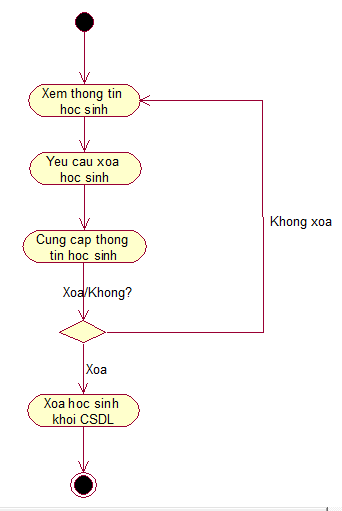 Xem thong tin
hoc sinh
Yeu cau xoa
hoc sinh
Khong xoa
Cung cap thong
tin hoc sinh
Xoa/Khong?
Xoa
Xoa hoc sinh
khoi CSDL